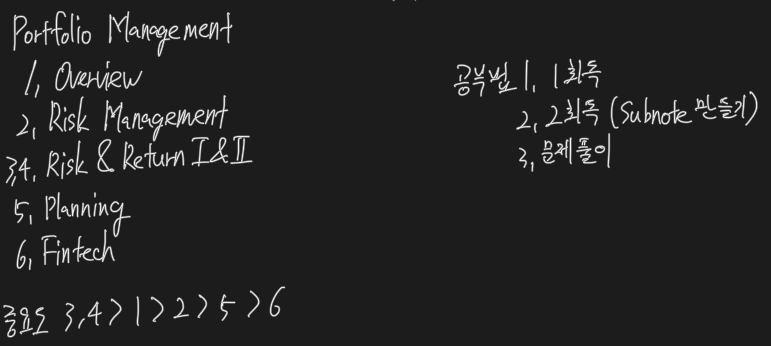 Portfolio Management
1, Overview
2, Risk Management
3,4, Risk & Return I&II
5, Planning
6, Fintech
중요도 3,4 > 1 > 2 > 5 > 6
공부법 1, 1회독
2, 2회독 (Subnote 만들기)
3, 문제풀이